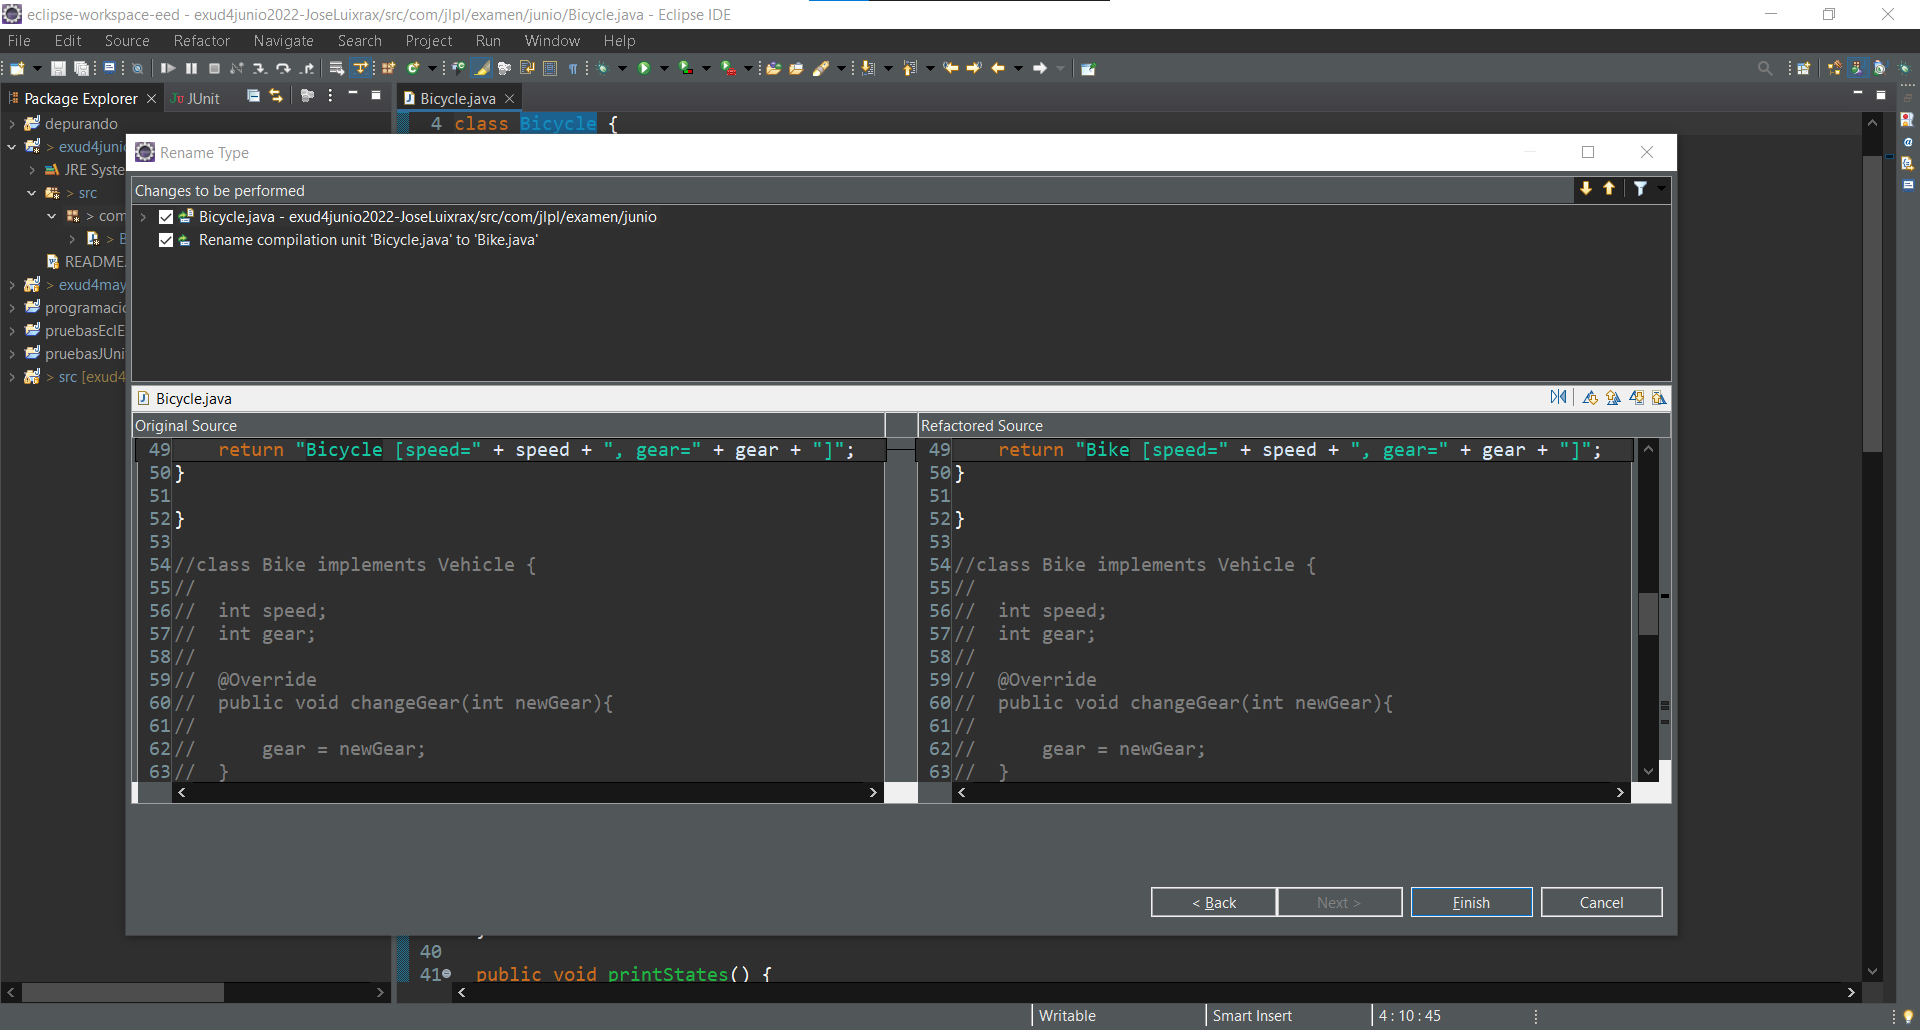 eclipse-workspace-eed - exud4junio2022-JoseLuixrax/src/com/jlpl/examen/junio/Bicycle.java - Eclipse IDE
File Edit Source Refactor Navigate Search Project Run Window Help
Package Explorer JUnit Bicycle.java
depurando
4 class Bicycle {
> exud4junio
JRE Syste
> src
> com
> B
README.
> exud4may
programacio
pruebasEclE
pruebasJUni
> src [exud4
Rename Type
Changes to be performed
Bicycle.java - exud4junio2022-JoseLuixrax/src/com/jlpl/examen/junio
Rename compilation unit 'Bicycle.java' to 'Bike.java'
Bicycle.java
Original Source
49 return "Bicycle [speed=" + speed + ", gear=" + gear + "]";
50 }
51
52 }
53
54 //class Bike implements Vehicle {
55 //
56 // int speed;
57 // int gear;
58 //
59 // @Override
60 // public void changeGear(int newGear){
61 //
62 // gear = newGear;
63 // }
Refactored Source
49 return "Bike [speed=" + speed + ", gear=" + gear + "]";
50 }
51
52 }
53
54 //class Bike implements Vehicle {
55 //
56 // int speed;
57 // int gear;
58 //
59 // @Override
60 // public void changeGear(int newGear){
61 //
62 // gear = newGear;
63 // }
< Back Next > Finish Cancel
40
41 public void printStates() {
Writable Smart Insert 4 : 10 : 45